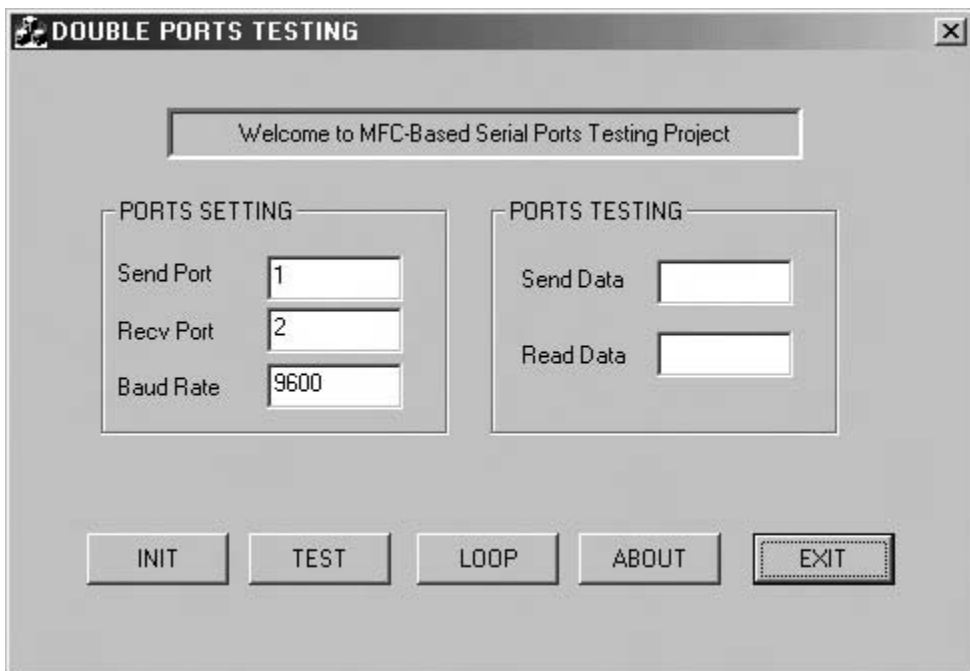 DOUBLE PORTS TESTING
Welcome to MFC-Based Serial Ports Testing Project
PORTS SETTING
Send Port 1
Recv Port 2
Baud Rate 9600
PORTS TESTING
Send Data
Read Data
INIT TEST LOOP ABOUT EXIT